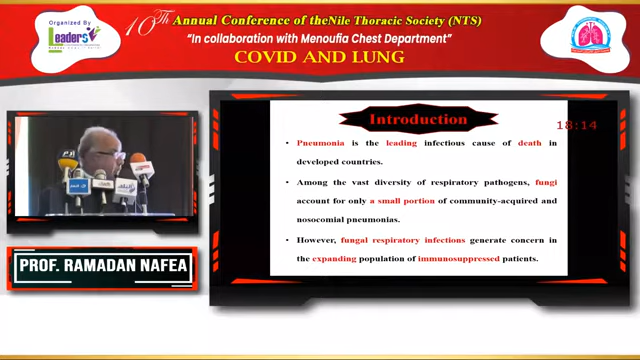 Organized By
Leaders
10Th Annual Conference of theNile Thoracic Society (NTS)
“In collaboration with Menoufia Chest Department”
COVID AND LUNG
Introduction
18:14
• Pneumonia is the leading infectious cause of death in
developed countries.
• Among the vast diversity of respiratory pathogens, fungi
account for only a small portion of community-acquired and
nosocomial pneumonias.
• However, fungal respiratory infections generate concern in
the expanding population of immunosuppressed patients.
PROF. RAMADAN NAFEA